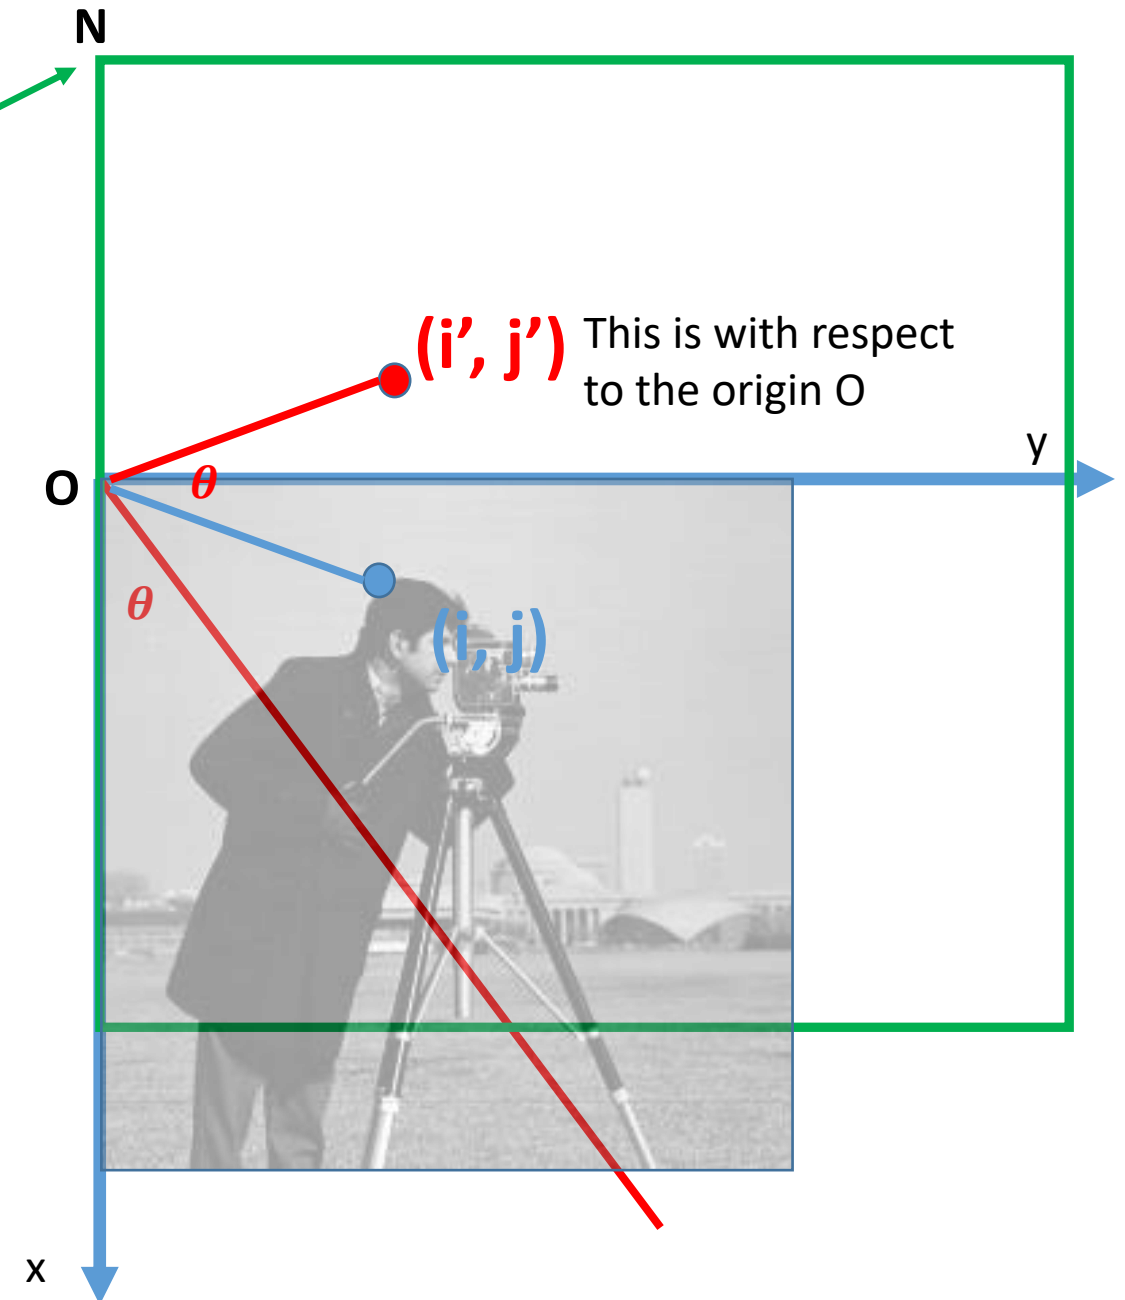 N
(i’, j’)
This is with respect
to the origin O
y
O
θ
θ
(i, j)
x